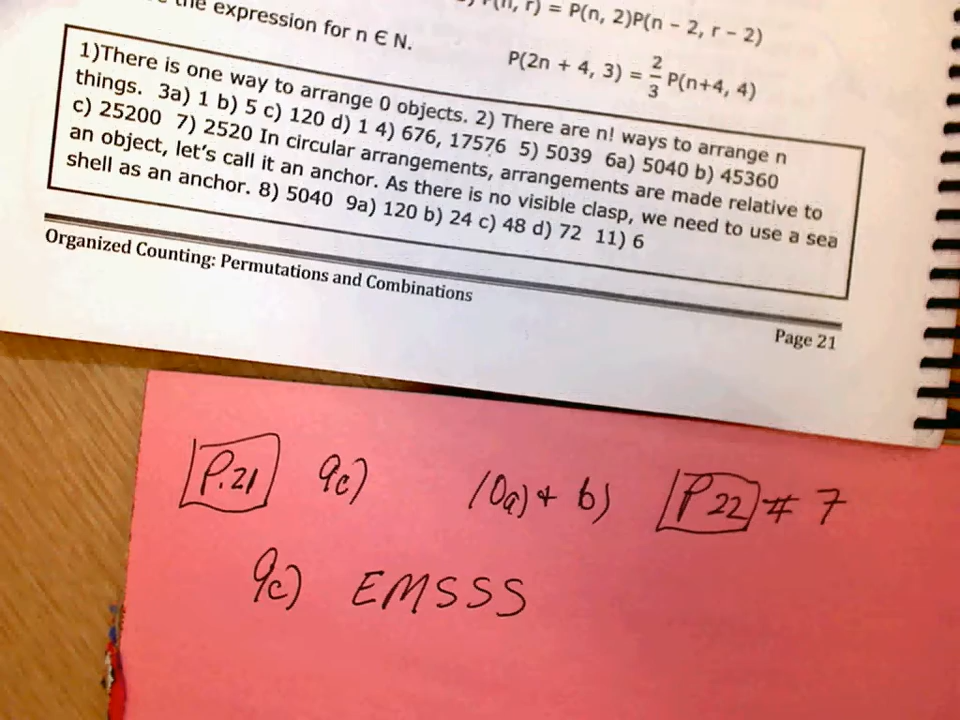 P(n, r) = P(n, 2)P(n − 2, r − 2)
the expression for n ∈ N.
P(2n + 4, 3) = 2/3 P(n+4, 4)
1)There is one way to arrange 0 objects. 2) There are n! ways to arrange n
things. 3a) 1 b) 5 c) 120 d) 1 4) 676, 17576 5) 5039 6a) 5040 b) 45360
c) 25200 7) 2520 In circular arrangements, arrangements are made relative to
an object, let's call it an anchor. As there is no visible clasp, we need to use a sea
shell as an anchor. 8) 5040 9a) 120 b) 24 c) 48 d) 72 11) 6
Organized Counting: Permutations and Combinations
Page 21
P.21 9c) 10a) + b) P22 # 7
9c) EMSSS